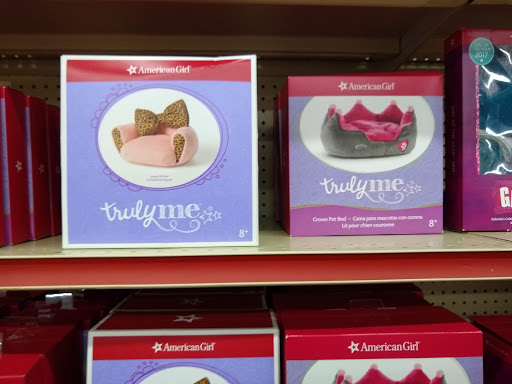 American Girl
truly me
8+
American Girl
truly me
Crown Pet Bed • Cama para mascotas con corona
Lit pour chien couronne
8+
2017
American Girl
American Girl